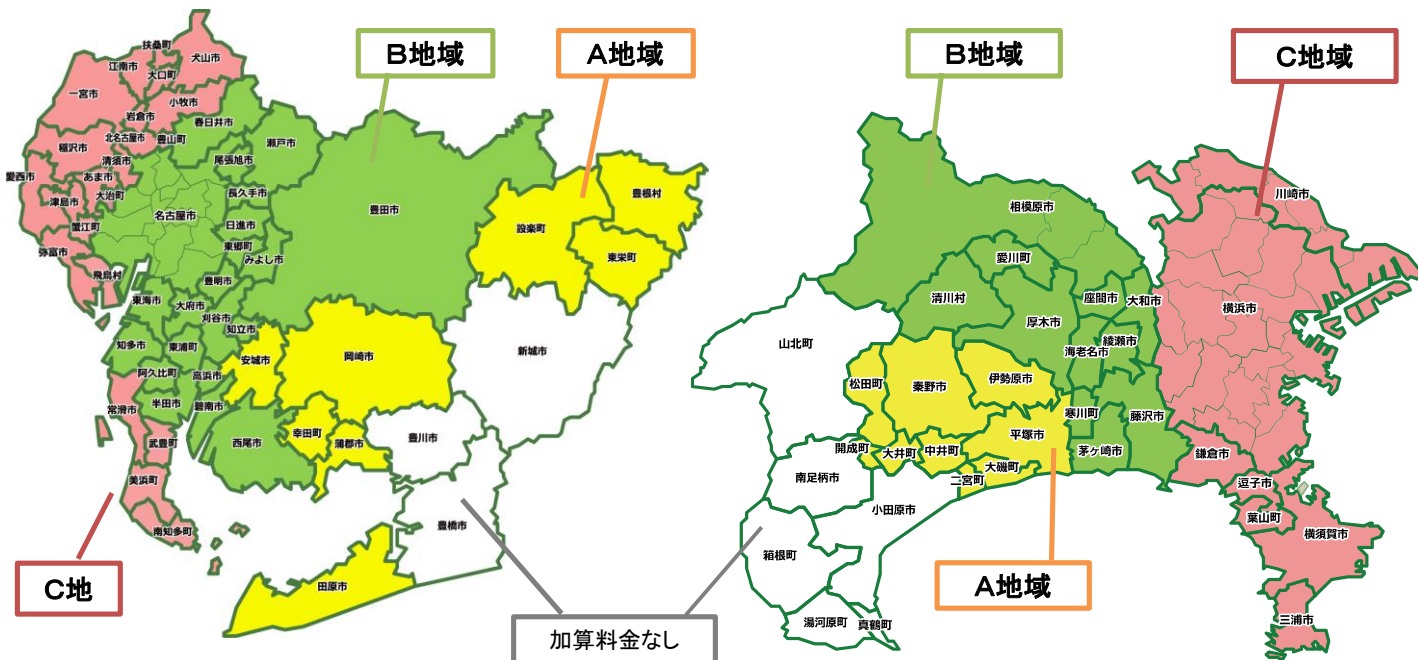 B地域
A地域
扶桑町
犬山市
江南市
大口町
一宮市
小牧市
岩倉市
春日井市
北名古屋市
豊山町
瀬戸市
稲沢市
清須市
尾張旭市
愛西市
あま市
津島市
大治町
長久手市
名古屋市
豊田市
蟹江町
日進市
弥富市
東郷町
みよし市
飛島村
豊明市
東海市
大府市
刈谷市
知立市
知多市
東浦町
安城市
岡崎市
阿久比町
高浜市
常滑市
半田市
碧南市
武豊町
西尾市
幸田町
蒲郡市
豊川市
美浜町
南知多町
豊橋市
田原市
設楽町
豊根村
東栄町
新城市
C地
加算料金なし
B地域
C地域
川崎市
相模原市
愛川町
清川村
座間市
大和市
厚木市
横浜市
海老名市
綾瀬市
山北町
松田町
秦野市
伊勢原市
寒川町
藤沢市
平塚市
開成町
大井町
中井町
茅ヶ崎市
鎌倉市
大磯町
二宮町
南足柄市
小田原市
逗子市
葉山町
横須賀市
箱根町
A地域
湯河原町
真鶴町
三浦市